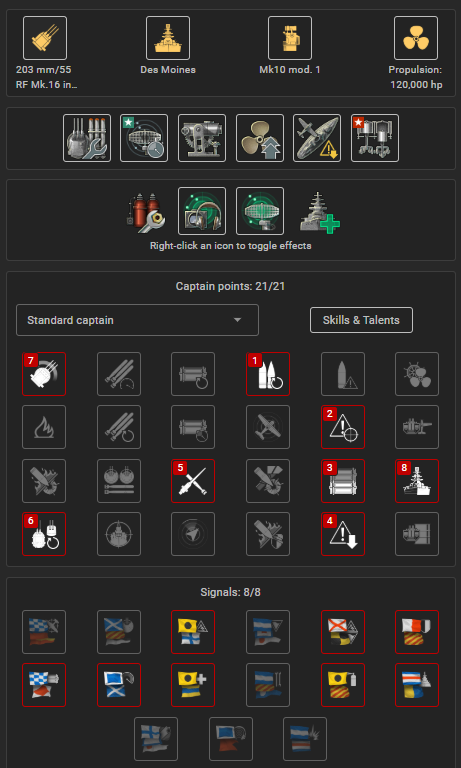 203 mm/55
RF Mk.16 in...
Des Moines
Mk10 mod. 1
Propulsion:
120,000 hp
Right-click an icon to toggle effects
Captain points: 21/21
Standard captain
Skills & Talents
7
1
2
5
3
8
6
4
Signals: 8/8